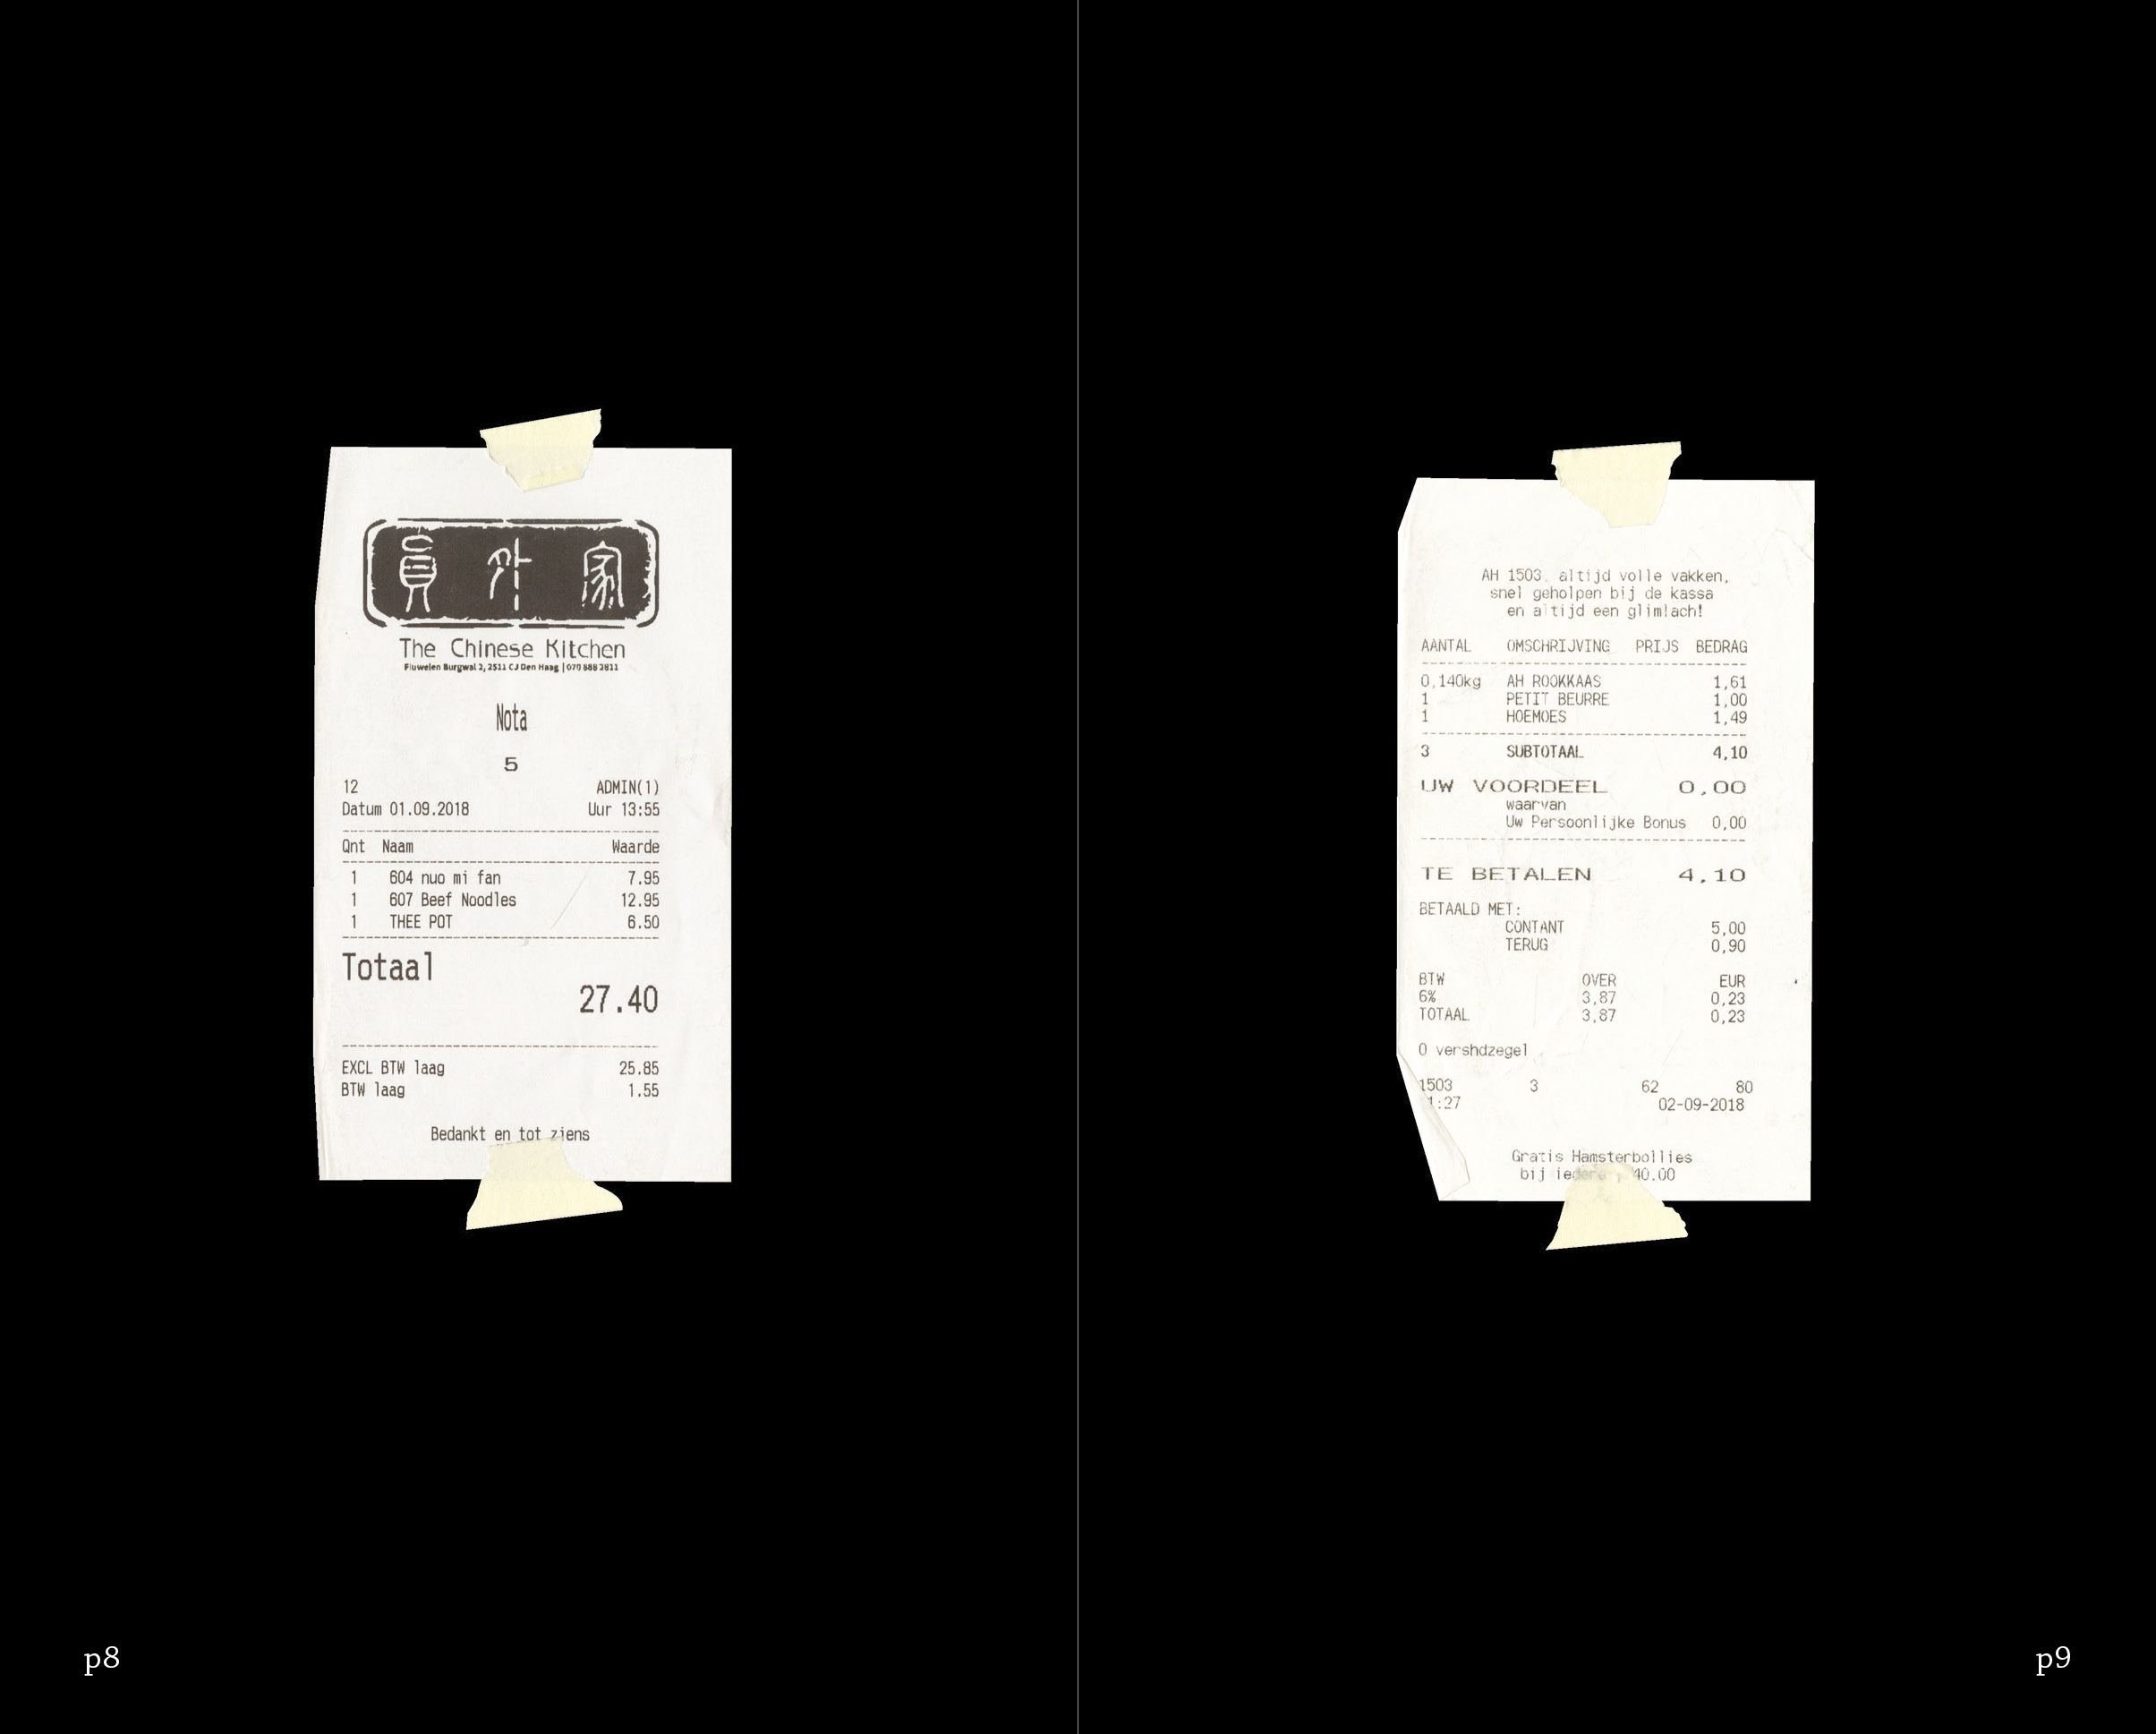 員 外 家
The Chinese Kitchen
Fluwelen Burgwal 2, 2511 CJ Den Haag | 070 888 2811
Nota
5
12 ADMIN(1)
Datum 01.09.2018 Uur 13:55
Qnt Naam Waarde
1 604 nuo mi fan 7.95
1 607 Beef Noodles 12.95
1 THEE POT 6.50
Totaal
27.40
EXCL BTW laag 25.85
BTW laag 1.55
Bedankt en tot ziens
p8
AH 1503, altijd volle vakken,
snel geholpen bij de kassa
en altijd een glimlach!
AANTAL OMSCHRIJVING PRIJS BEDRAG
0,140kg AH ROOKKAAS 1,61
1 PETIT BEURRE 1,00
1 HOEMOES 1,49
3 SUBTOTAAL 4,10
UW VOORDEEL 0,00
waarvan
Uw Persoonlijke Bonus 0,00
TE BETALEN 4,10
BETAALD MET:
CONTANT 5,00
TERUG 0,90
BTW OVER EUR
6% 3,87 0,23
TOTAAL 3,87 0,23
0 vershdzegel
1503 3 62 80
1:27 02-09-2018
Gratis Hamsterbollies
bij 40.00
p9